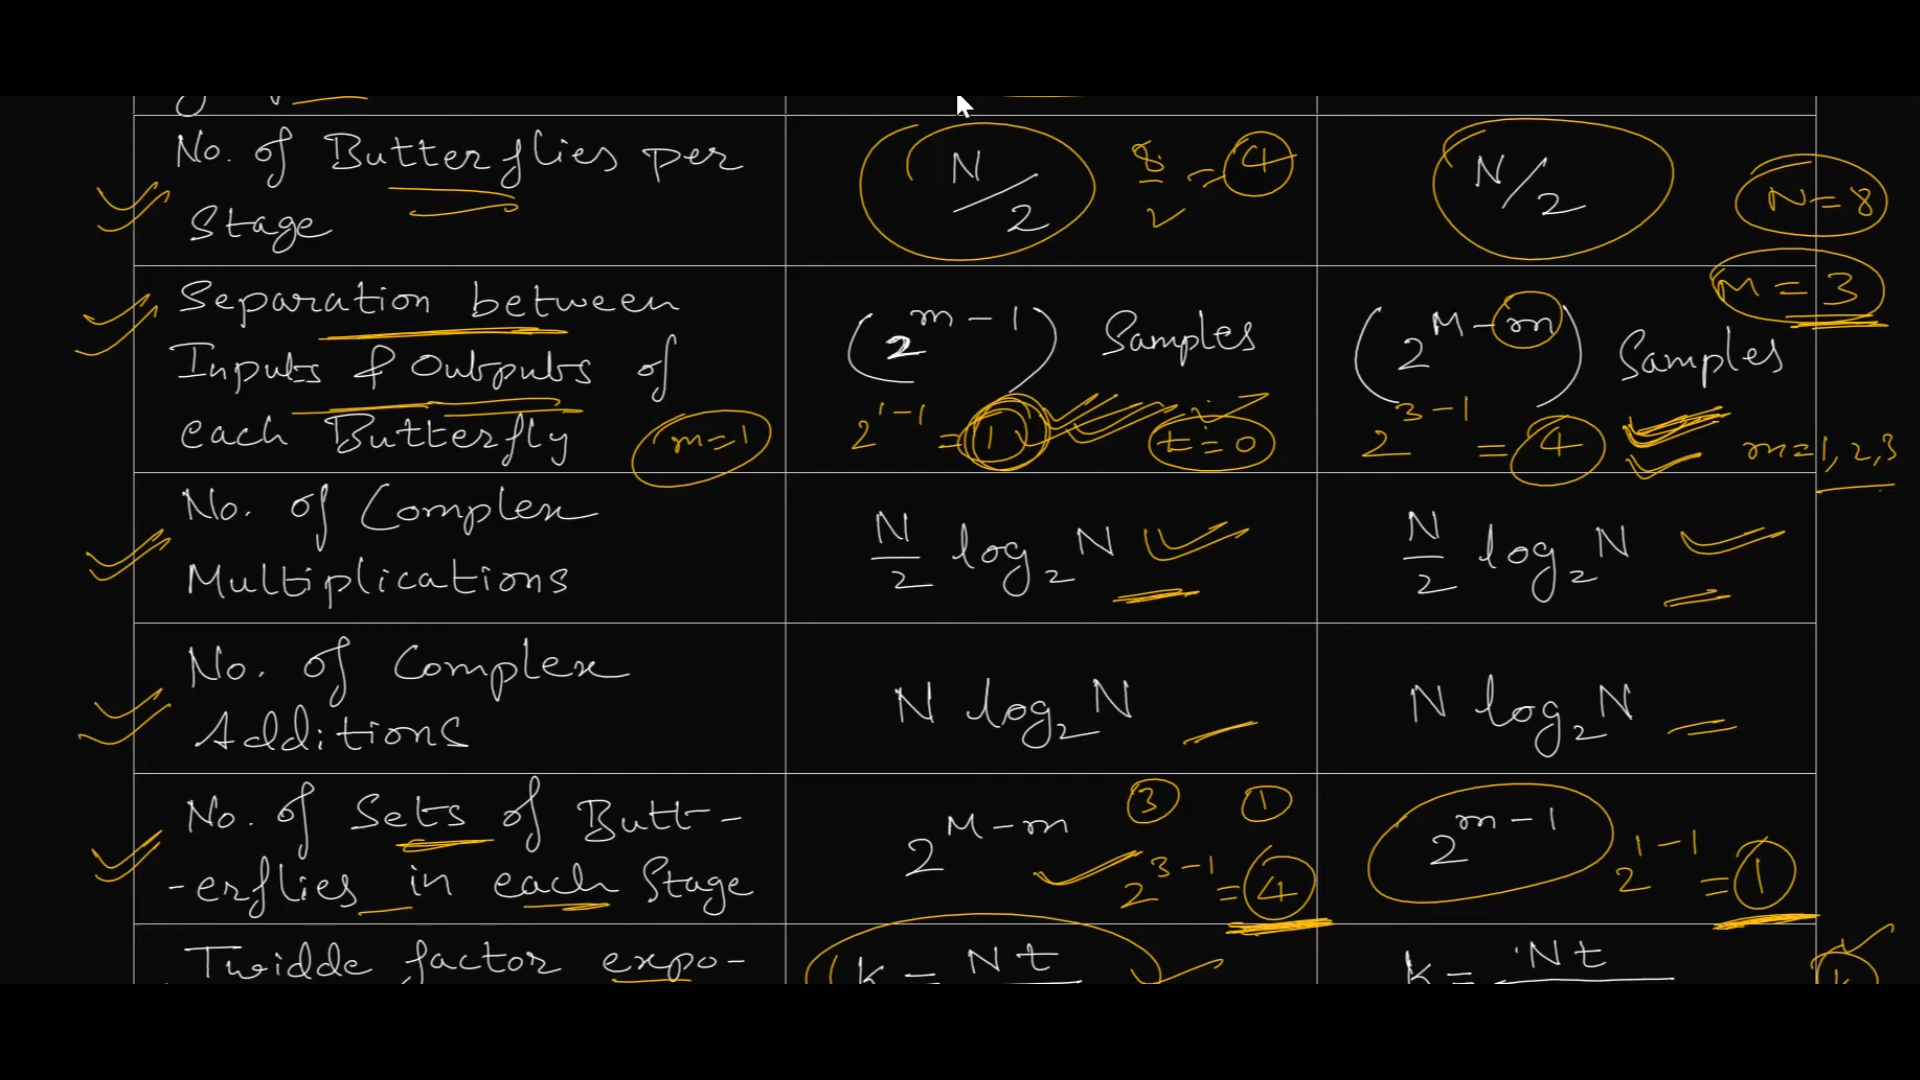 No. of Butterflies per
Stage
N/2
8/2 = 4
N/2
N=8
M=3
Separation between
Inputs & Outputs of
each Butterfly
m=1
(2^{m-1}) Samples
2^{1-1} = 1
t=0
(2^{M-m}) Samples
2^{3-1} = 4
m=1,2,3
No. of Complex
Multiplications
N/2 log₂ N
N/2 log₂ N
No. of Complex
Additions
N log₂ N
N log₂ N
No. of Sets of Butt-
-erflies in each Stage
2^{M-m}
3 1
2^{3-1} = 4
2^{m-1}
2^{1-1} = 1
Twidde factor expo-
k = Nt
k = Nt